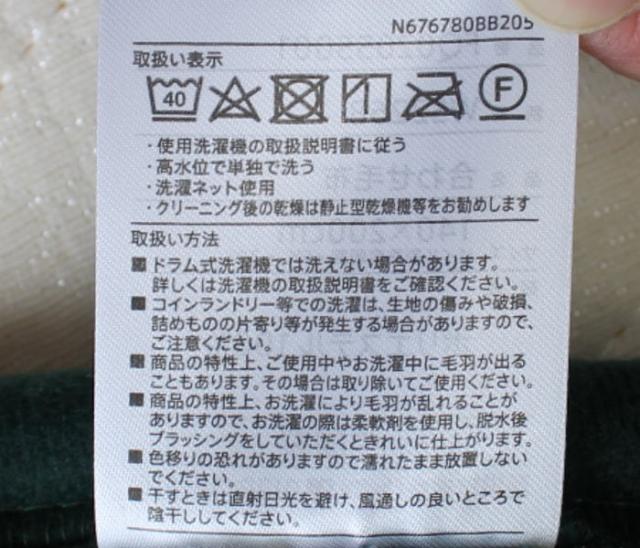 N676780BB205
取扱い表示
40 F
・使用洗濯機の取扱説明書に従う
・高水位で単独で洗う
・洗濯ネット使用
・クリーニング後の乾燥は静止型乾燥機等をお勧めします
取扱い方法
■ ドラム式洗濯機では洗えない場合があります。
詳しくは洗濯機の取扱説明書をご確認ください。
■ コインランドリー等での洗濯は、生地の傷みや破損、
詰めものの片寄り等が発生する場合がありますので、
ご注意ください。
■ 商品の特性上、ご使用中やお洗濯中に毛羽が出る
こともあります。その場合は取り除いてご使用ください。
■ 商品の特性上、お洗濯により毛羽が乱れることが
ありますので、お洗濯の際は柔軟剤を使用し、脱水後
ブラッシングをしていただくときれいに仕上がります。
■ 色移りの恐れがありますので濡れたまま放置しない
でください。
■ 干すときは直射日光を避け、風通しの良いところで
陰干ししてください。